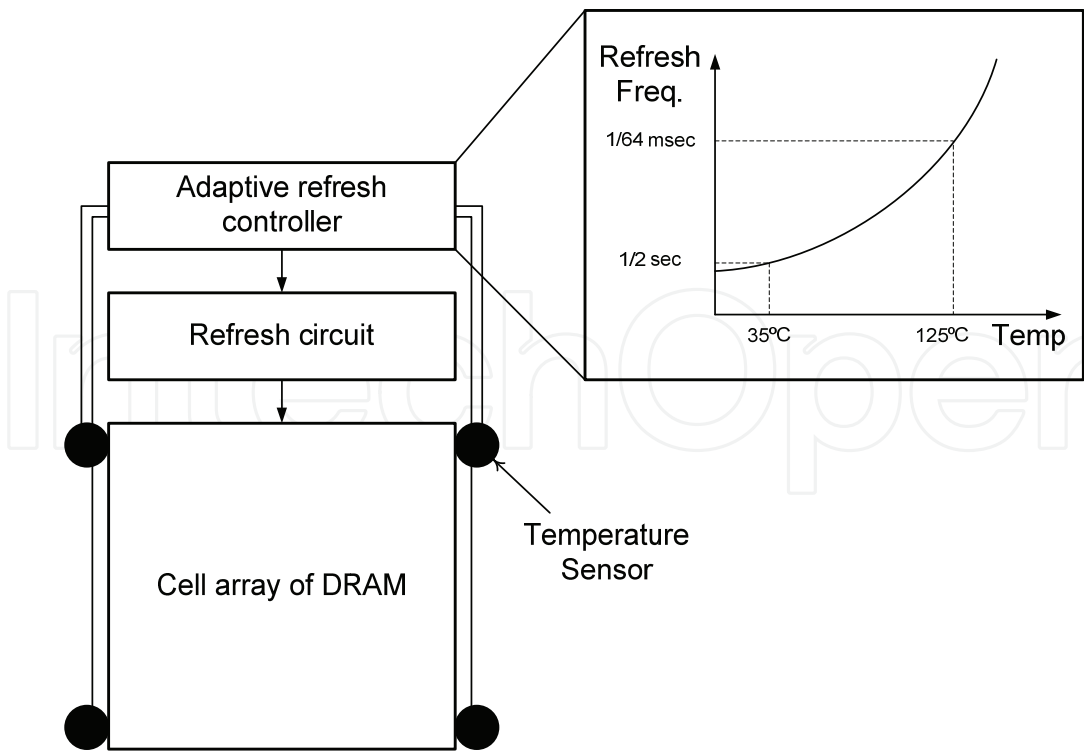 Refresh
Freq.
1/64 msec
1/2 sec
35ºC
125ºC
Temp
Adaptive refresh
controller
Refresh circuit
Cell array of DRAM
Temperature
Sensor
IntechOpen